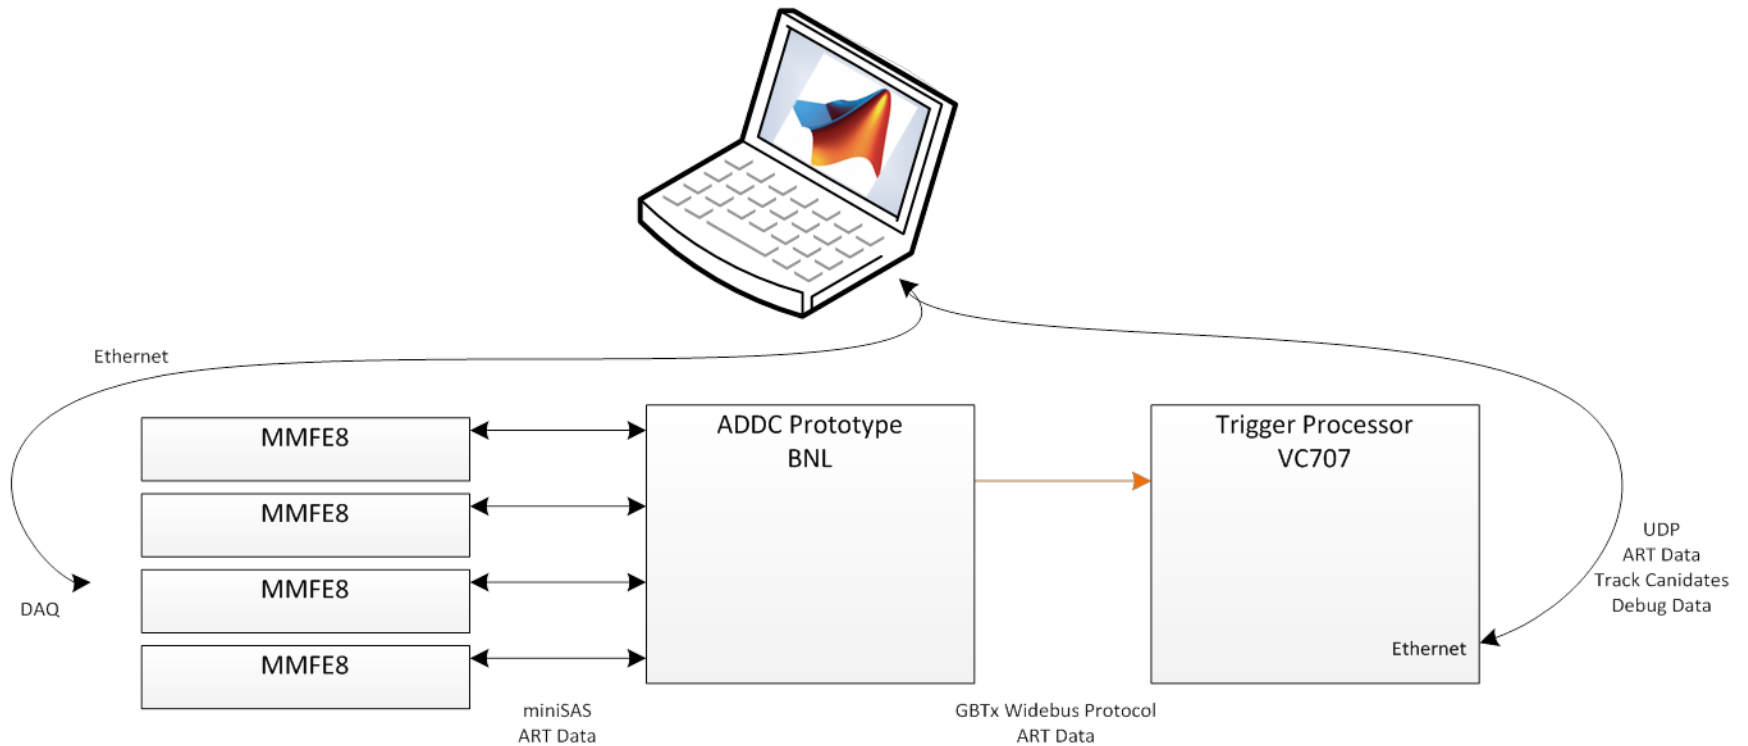 Ethernet
MMFE8
MMFE8
MMFE8
MMFE8
DAQ
miniSAS
ART Data
ADDC Prototype
BNL
GBTx Widebus Protocol
ART Data
Trigger Processor
VC707
Ethernet
UDP
ART Data
Track Canidates
Debug Data